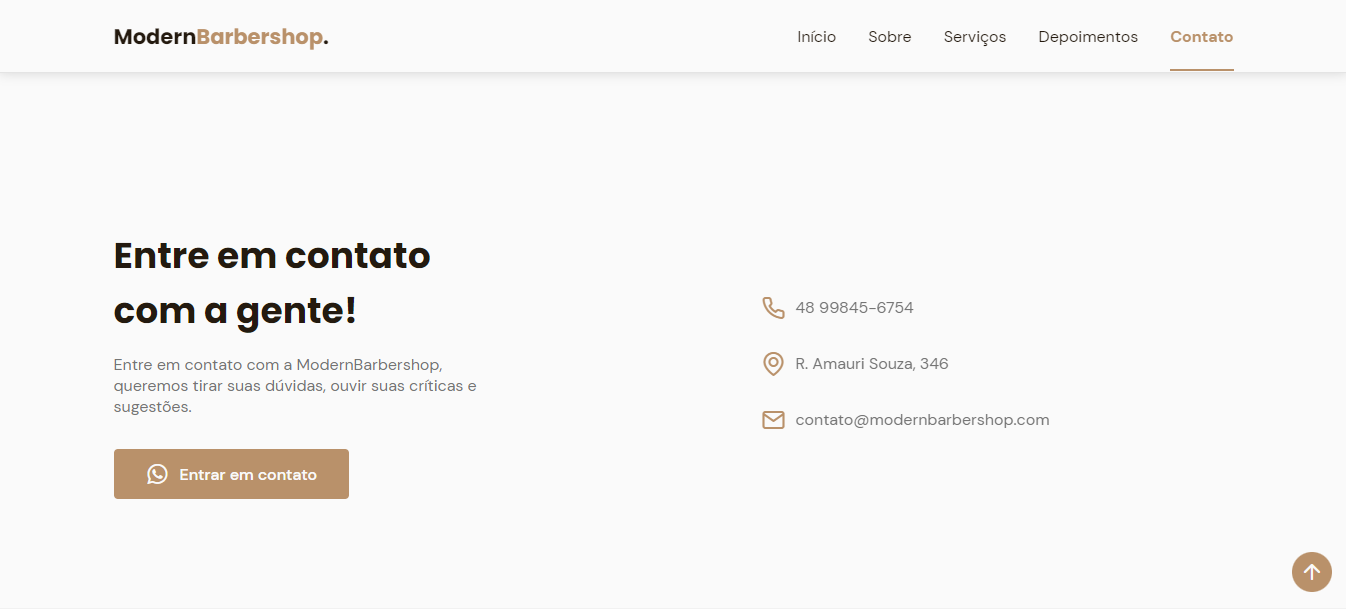 ModernBarbershop.
Início Sobre Serviços Depoimentos Contato
Entre em contato
com a gente!
Entre em contato com a ModernBarbershop,
queremos tirar suas dúvidas, ouvir suas críticas e
sugestões.
Entrar em contato
48 99845-6754
R. Amauri Souza, 346
contato@modernbarbershop.com